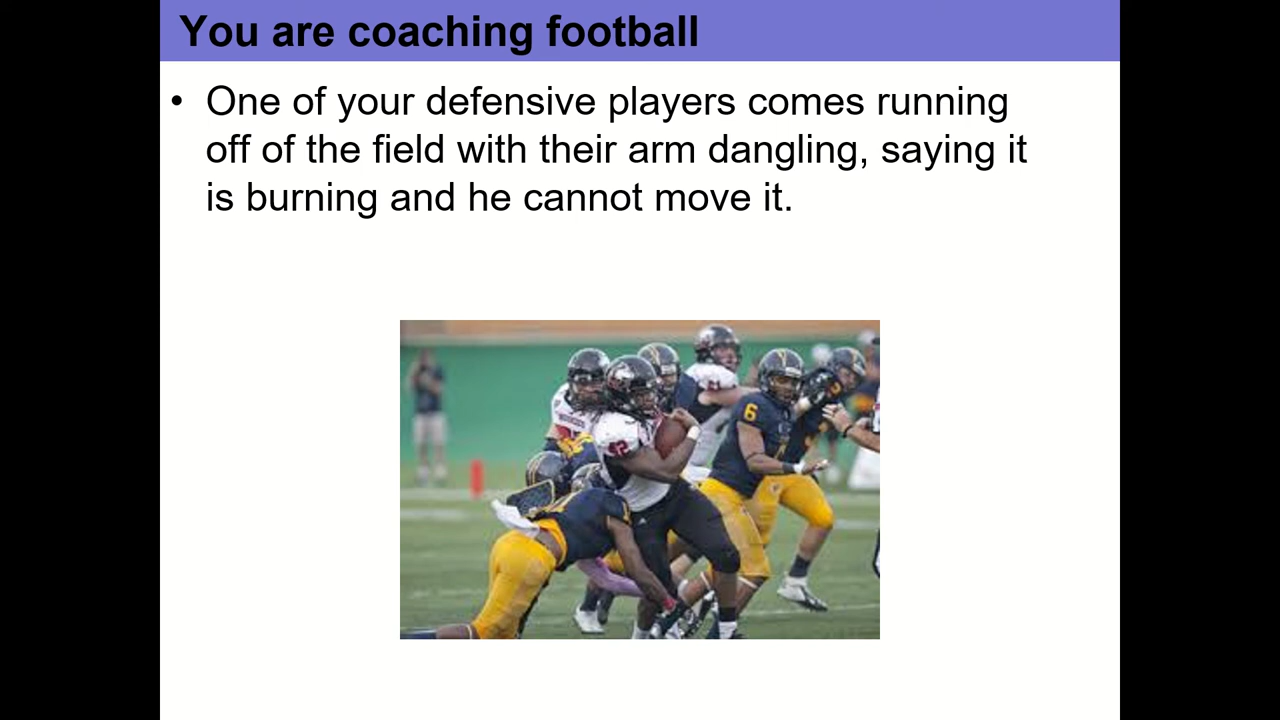 You are coaching football
• One of your defensive players comes running
off of the field with their arm dangling, saying it
is burning and he cannot move it.
6